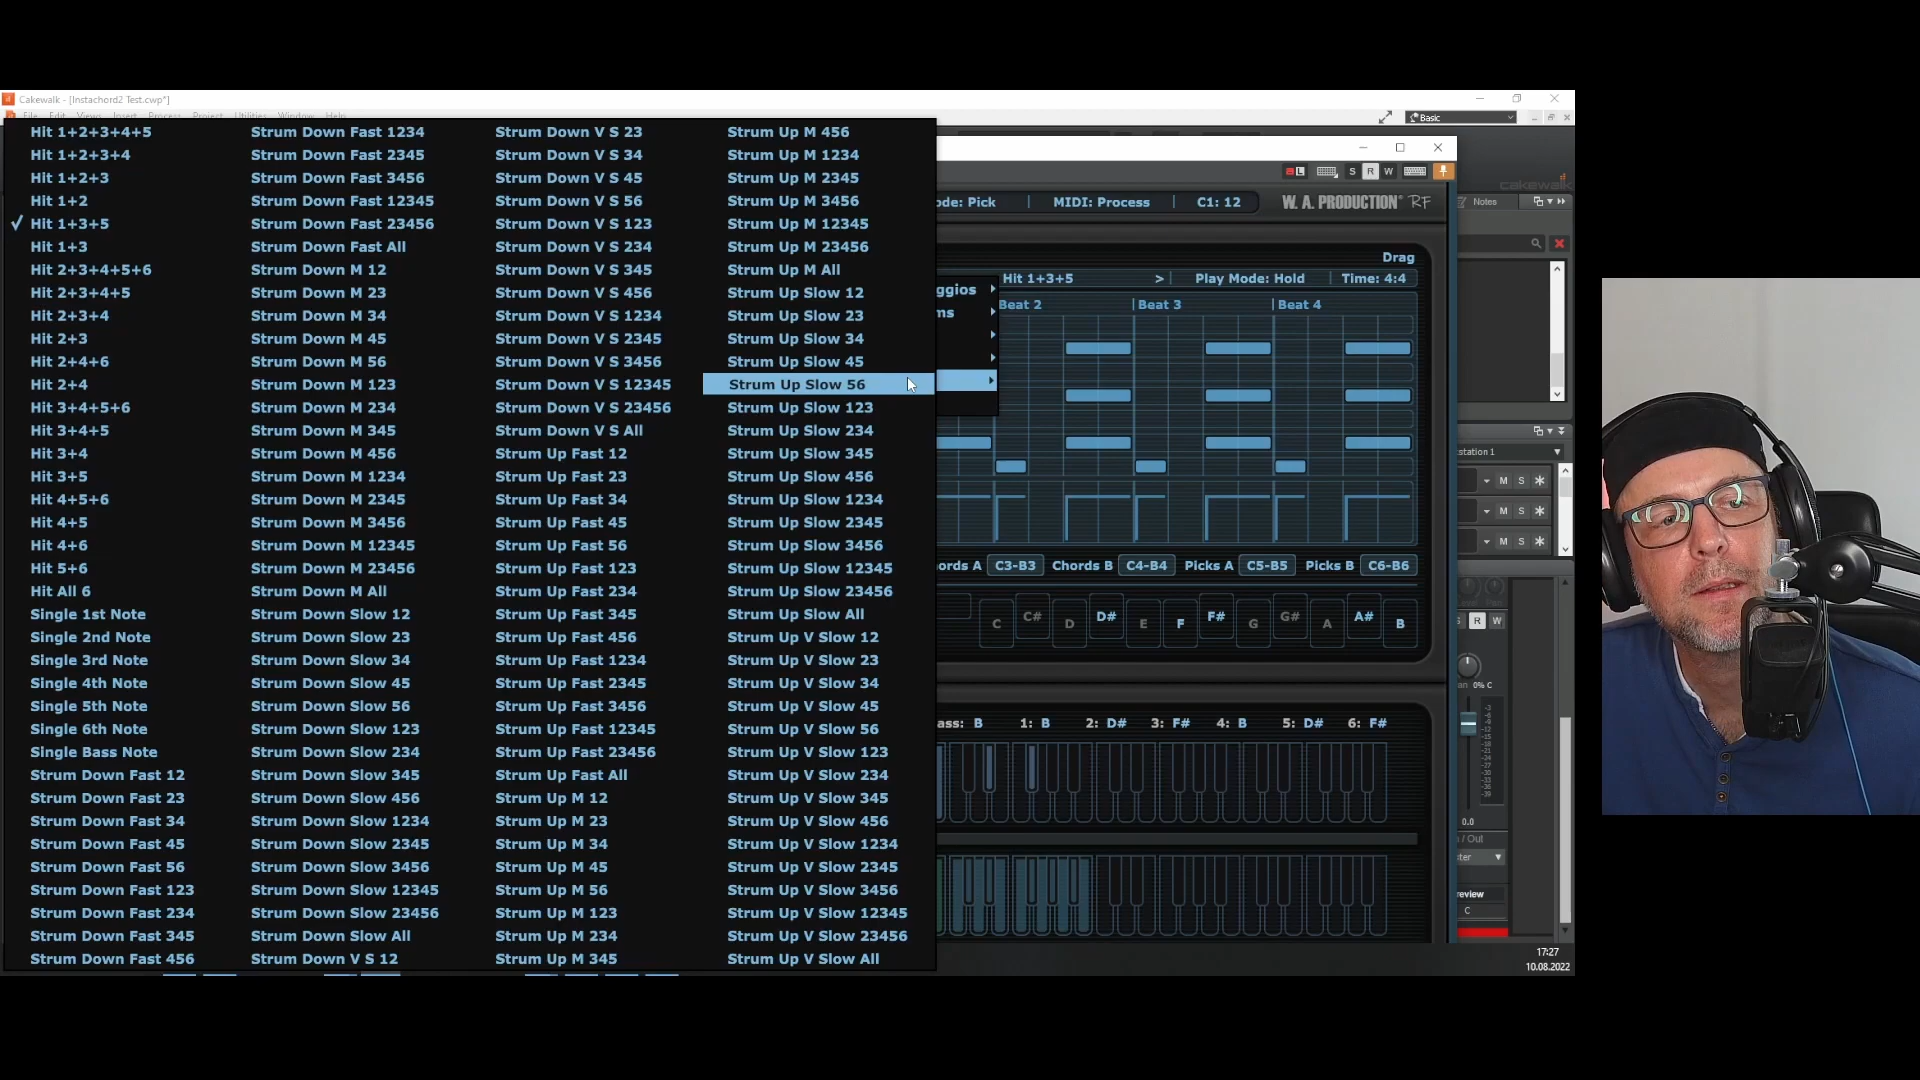 Cakewalk - [Instachord2 Test.cwp*]
File Edit Views Insert Process Project Utilities Window Help
Basic
Hit 1+2+3+4+5
Hit 1+2+3+4
Hit 1+2+3
Hit 1+2
✓ Hit 1+3+5
Hit 1+3
Hit 2+3+4+5+6
Hit 2+3+4+5
Hit 2+3+4
Hit 2+3
Hit 2+4+6
Hit 2+4
Hit 3+4+5+6
Hit 3+4+5
Hit 3+4
Hit 3+5
Hit 4+5+6
Hit 4+5
Hit 4+6
Hit 5+6
Hit All 6
Single 1st Note
Single 2nd Note
Single 3rd Note
Single 4th Note
Single 5th Note
Single 6th Note
Single Bass Note
Strum Down Fast 12
Strum Down Fast 23
Strum Down Fast 34
Strum Down Fast 45
Strum Down Fast 56
Strum Down Fast 123
Strum Down Fast 234
Strum Down Fast 345
Strum Down Fast 456
Strum Down Fast 1234
Strum Down Fast 2345
Strum Down Fast 3456
Strum Down Fast 12345
Strum Down Fast 23456
Strum Down Fast All
Strum Down M 12
Strum Down M 23
Strum Down M 34
Strum Down M 45
Strum Down M 56
Strum Down M 123
Strum Down M 234
Strum Down M 345
Strum Down M 456
Strum Down M 1234
Strum Down M 2345
Strum Down M 3456
Strum Down M 12345
Strum Down M 23456
Strum Down M All
Strum Down Slow 12
Strum Down Slow 23
Strum Down Slow 34
Strum Down Slow 45
Strum Down Slow 56
Strum Down Slow 123
Strum Down Slow 234
Strum Down Slow 345
Strum Down Slow 456
Strum Down Slow 1234
Strum Down Slow 2345
Strum Down Slow 3456
Strum Down Slow 12345
Strum Down Slow 23456
Strum Down Slow All
Strum Down V S 12
Strum Down V S 23
Strum Down V S 34
Strum Down V S 45
Strum Down V S 56
Strum Down V S 123
Strum Down V S 234
Strum Down V S 345
Strum Down V S 456
Strum Down V S 1234
Strum Down V S 2345
Strum Down V S 3456
Strum Down V S 12345
Strum Down V S 23456
Strum Down V S All
Strum Up Fast 12
Strum Up Fast 23
Strum Up Fast 34
Strum Up Fast 45
Strum Up Fast 56
Strum Up Fast 123
Strum Up Fast 234
Strum Up Fast 345
Strum Up Fast 456
Strum Up Fast 1234
Strum Up Fast 2345
Strum Up Fast 3456
Strum Up Fast 12345
Strum Up Fast 23456
Strum Up Fast All
Strum Up M 12
Strum Up M 23
Strum Up M 34
Strum Up M 45
Strum Up M 56
Strum Up M 123
Strum Up M 234
Strum Up M 345
Strum Up M 456
Strum Up M 1234
Strum Up M 2345
Strum Up M 3456
Strum Up M 12345
Strum Up M 23456
Strum Up M All
Strum Up Slow 12
Strum Up Slow 23
Strum Up Slow 34
Strum Up Slow 45
Strum Up Slow 56
Strum Up Slow 123
Strum Up Slow 234
Strum Up Slow 345
Strum Up Slow 456
Strum Up Slow 1234
Strum Up Slow 2345
Strum Up Slow 3456
Strum Up Slow 12345
Strum Up Slow 23456
Strum Up Slow All
Strum Up V Slow 12
Strum Up V Slow 23
Strum Up V Slow 34
Strum Up V Slow 45
Strum Up V Slow 56
Strum Up V Slow 123
Strum Up V Slow 234
Strum Up V Slow 345
Strum Up V Slow 456
Strum Up V Slow 1234
Strum Up V Slow 2345
Strum Up V Slow 3456
Strum Up V Slow 12345
Strum Up V Slow 23456
Strum Up V Slow All
S R W
ode: Pick | MIDI: Process | C1: 12 W. A. PRODUCTION RF
cakewalk
Notes
Drag
ggios Hit 1+3+5 > | Play Mode: Hold | Time: 4:4
ms Beat 2 Beat 3 Beat 4
ords A C3-B3 Chords B C4-B4 Picks A C5-B5 Picks B C6-B6
C C# D D# E F F# G G# A A# B
ass: B 1: B 2: D# 3: F# 4: B 5: D# 6: F#
station 1
M S
M S
M S
S R W
an 0% C
0.0
/ Out
ster
review
C
17:27
10.08.2022